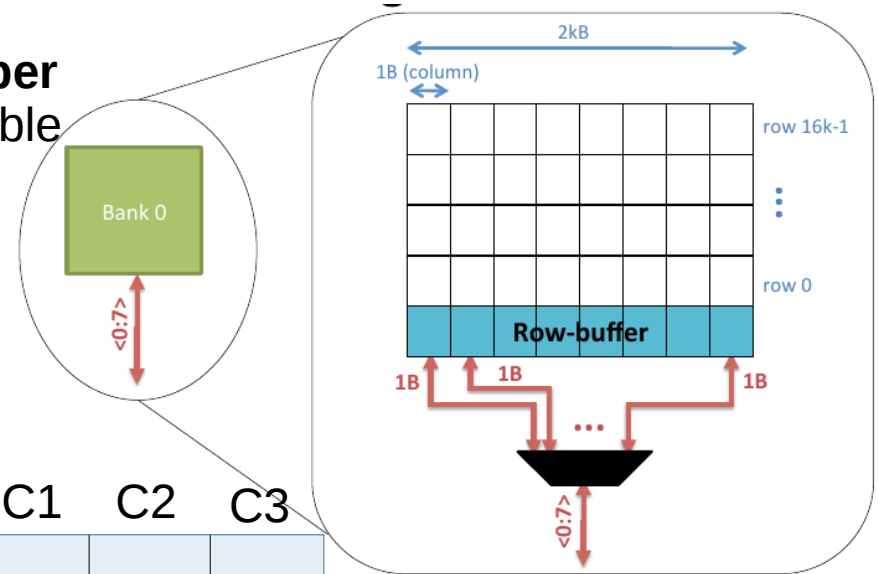 per
ble
Bank 0
<0:7>
C1 C2 C3
2kB
1B (column)
row 16k-1
row 0
Row-buffer
1B
1B
1B
...
<0:7>